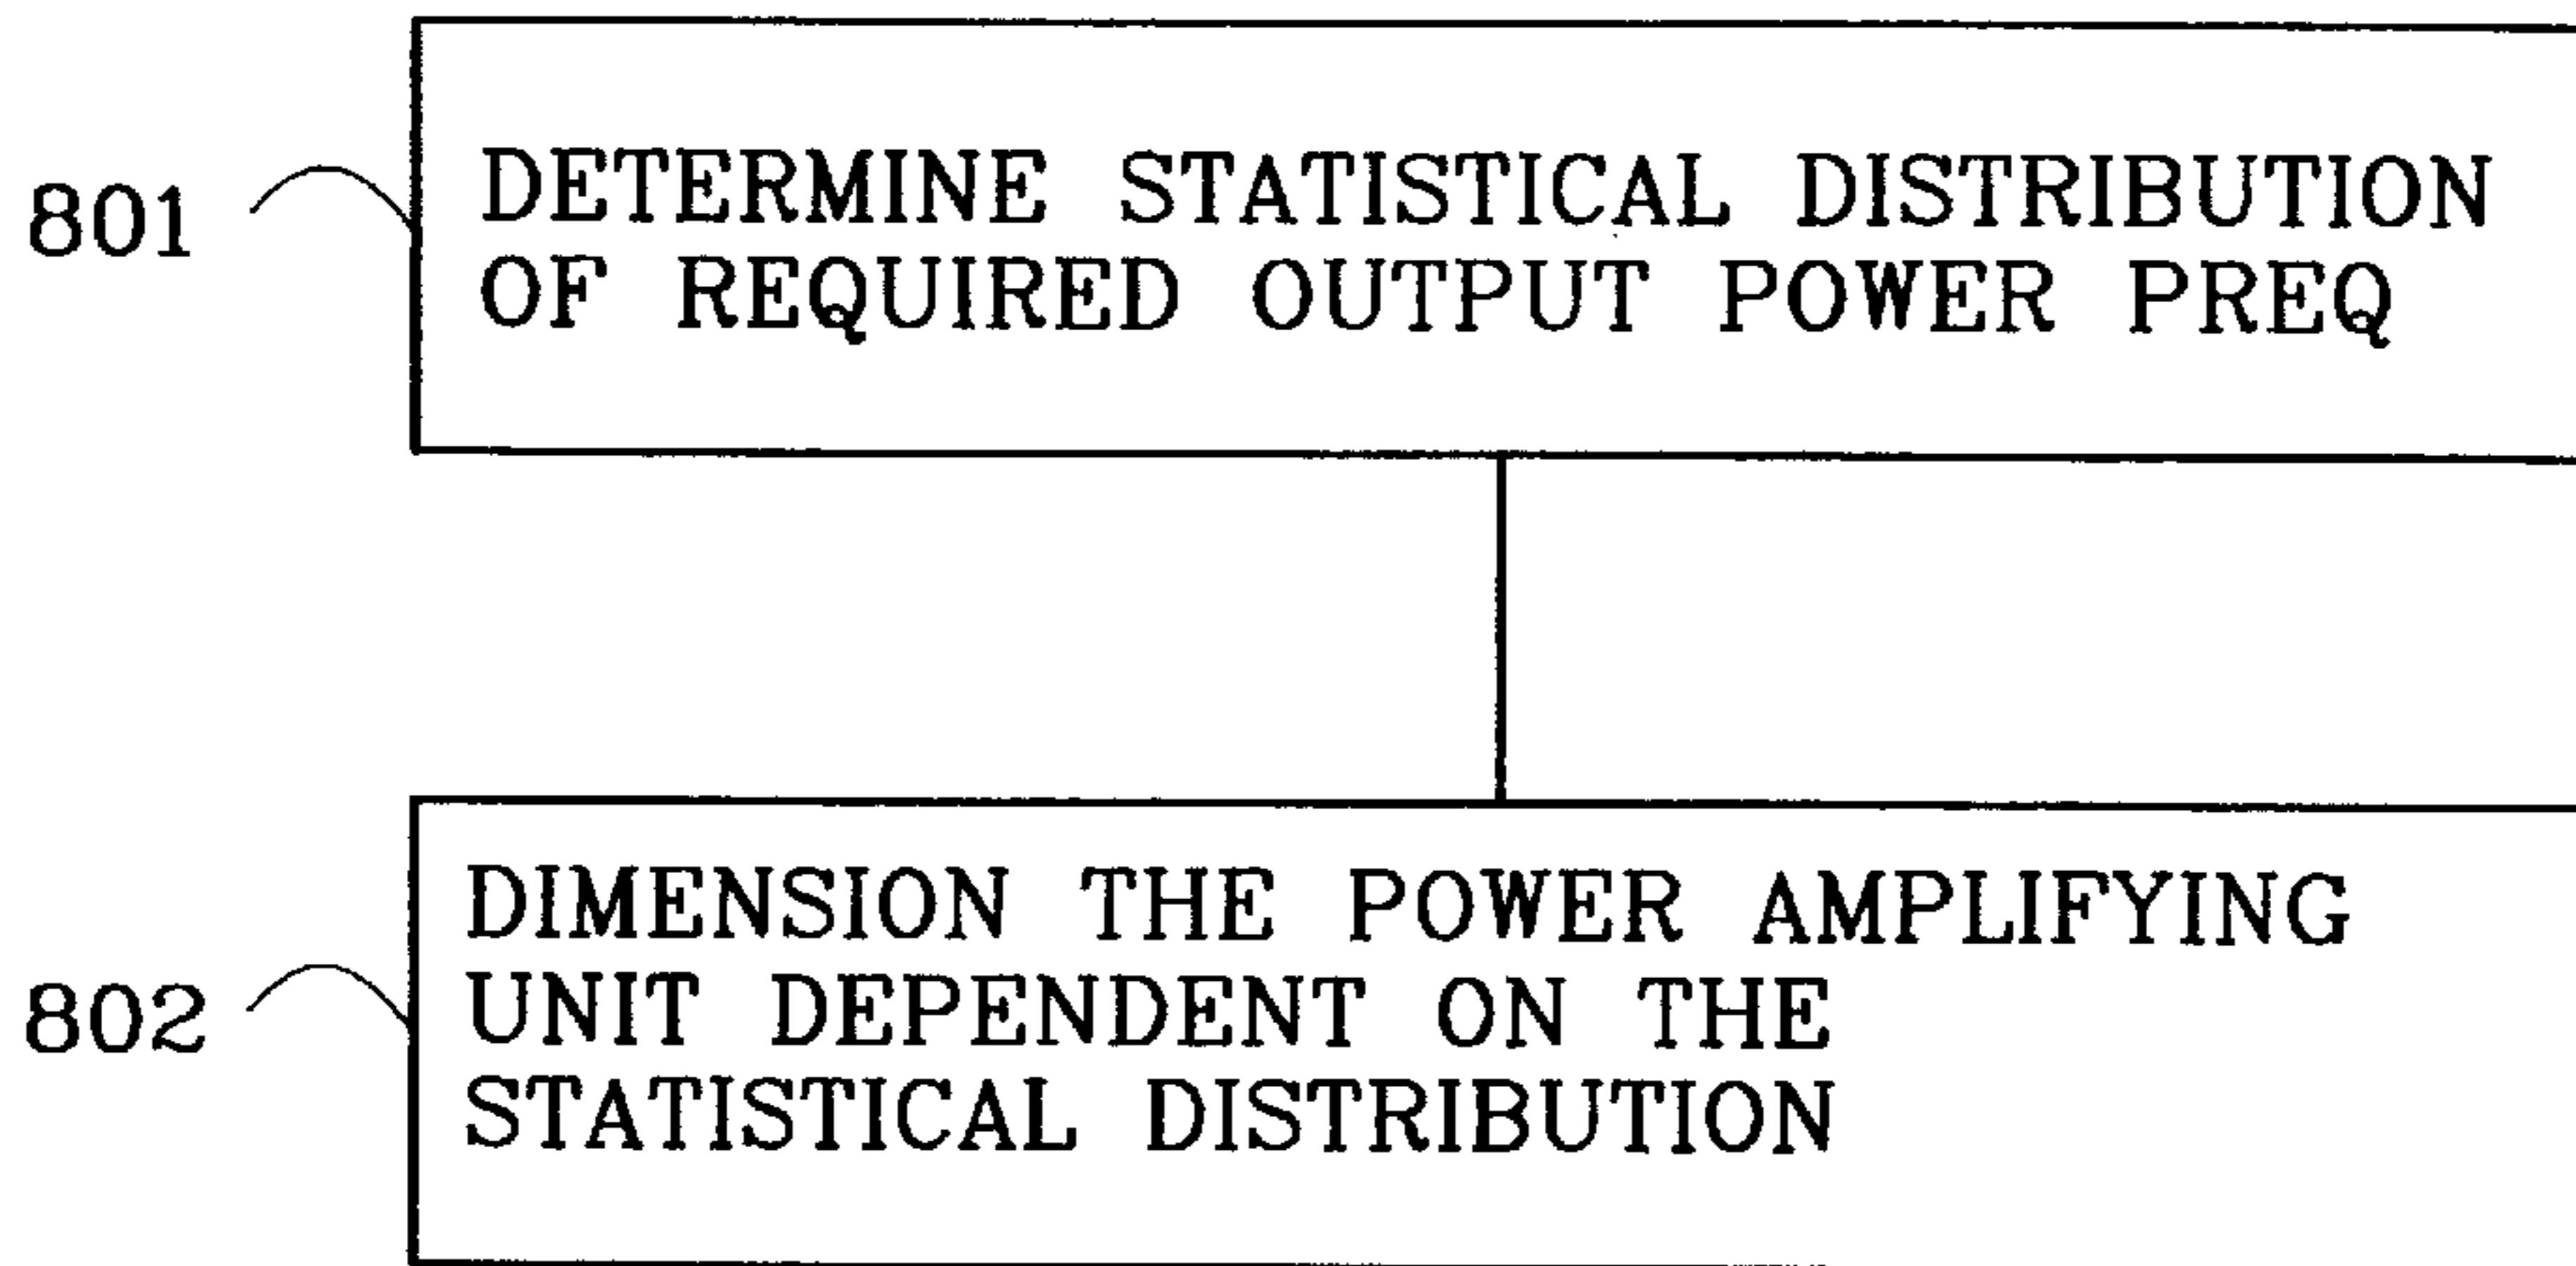 801
DETERMINE STATISTICAL DISTRIBUTION
OF REQUIRED OUTPUT POWER PREQ
802
DIMENSION THE POWER AMPLIFYING
UNIT DEPENDENT ON THE
STATISTICAL DISTRIBUTION